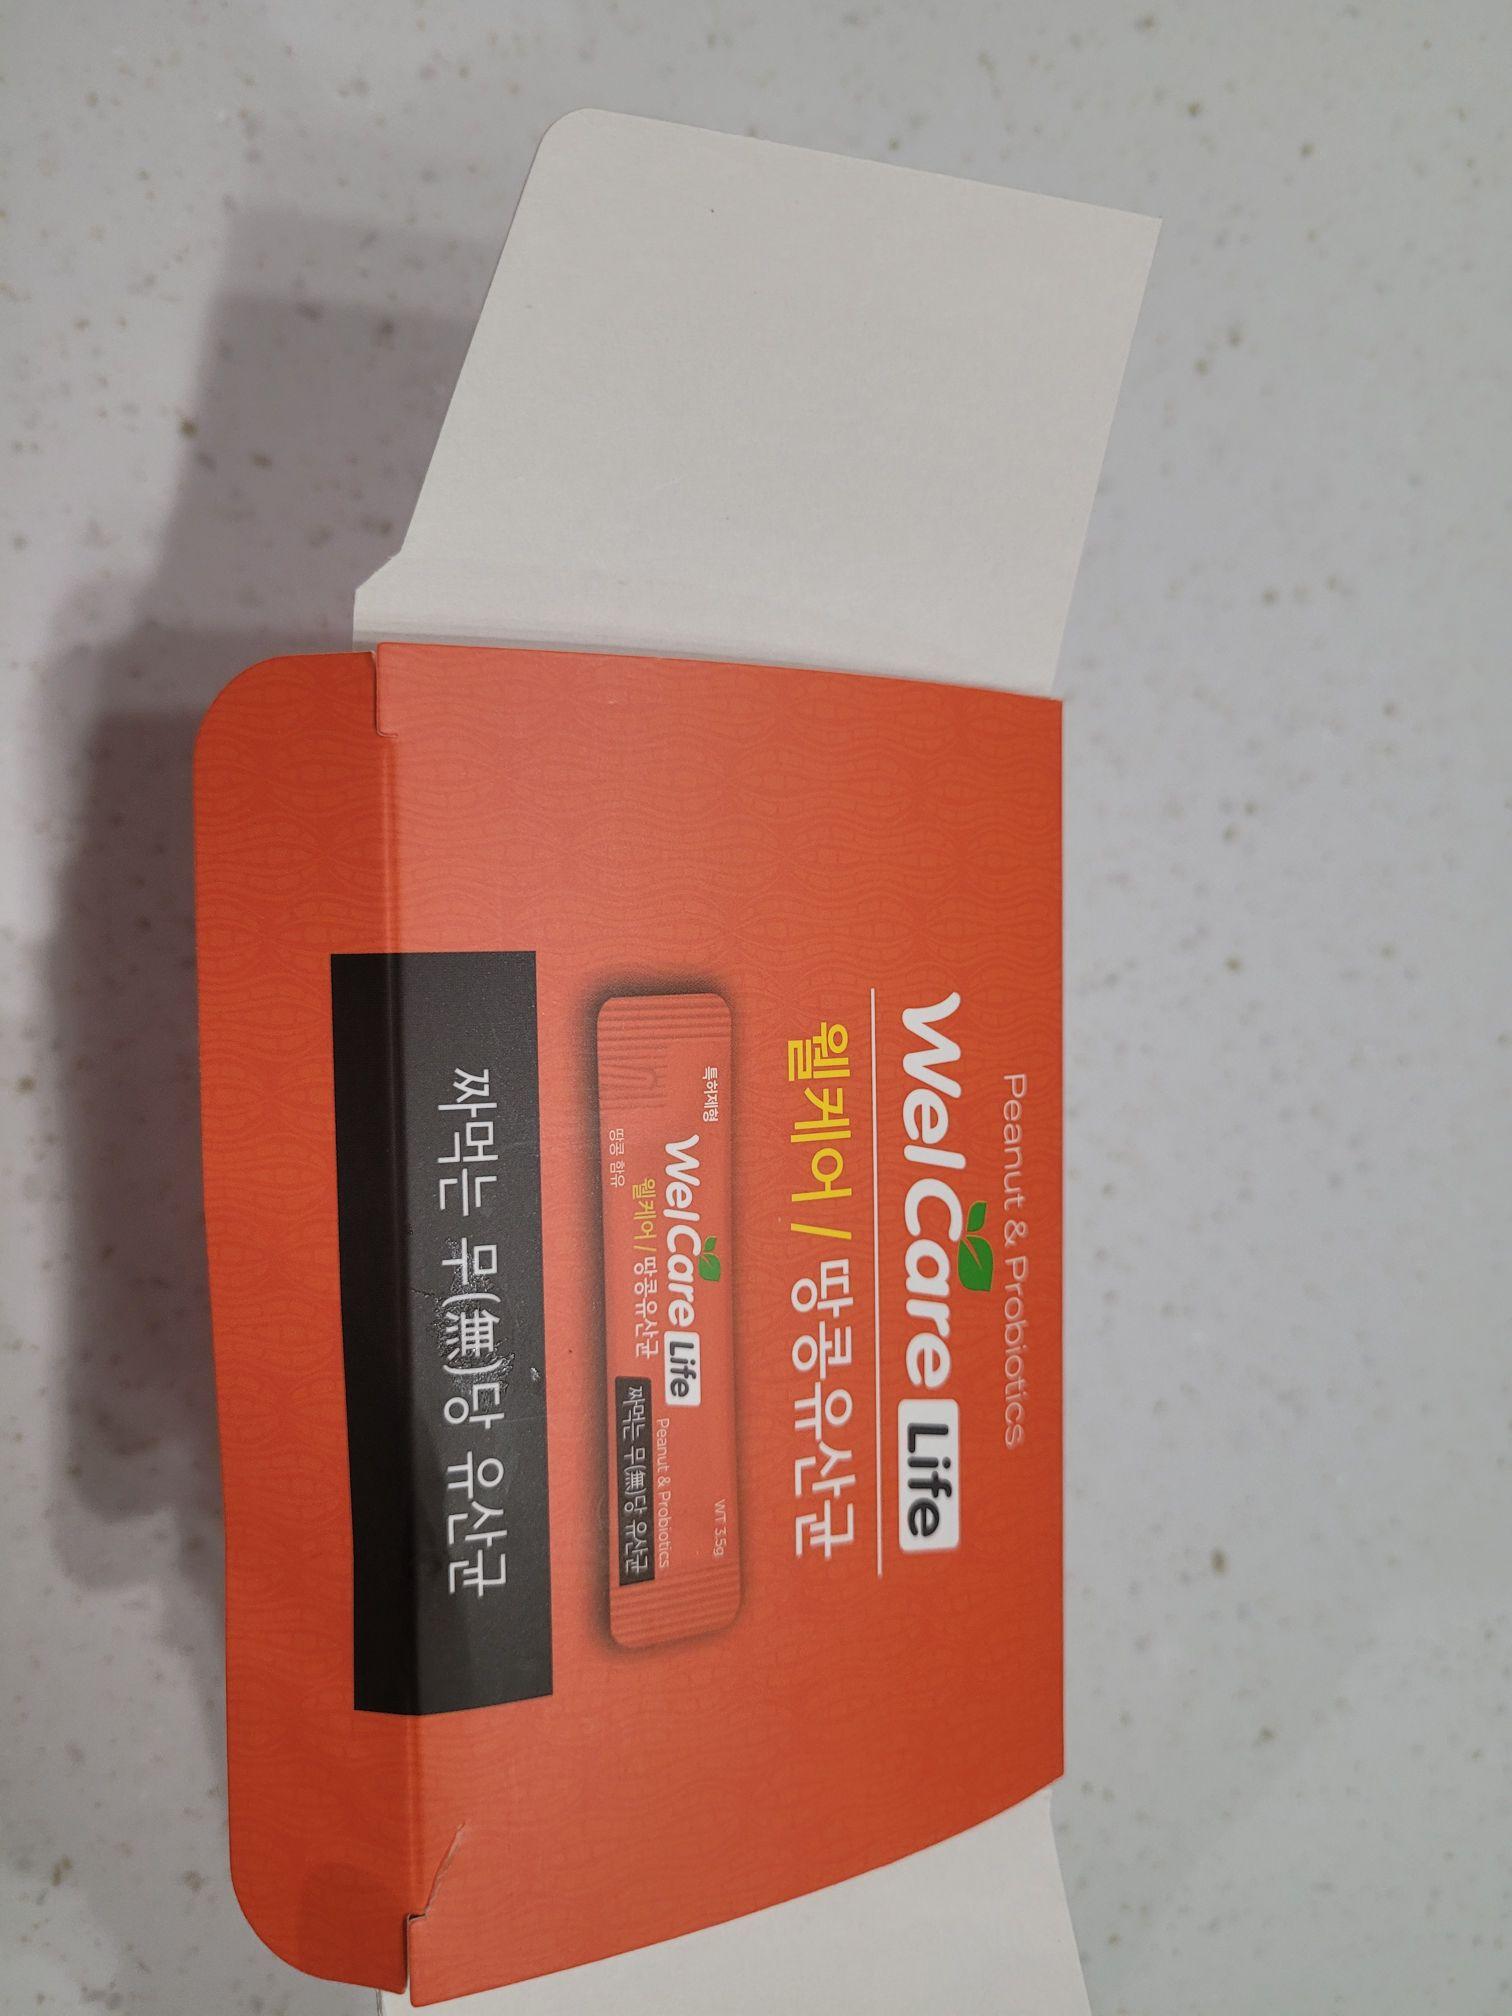 Peanut & Probiotics
WelCare Life
웰케어 / 땅콩유산균
특허제형
WT 3.5g
WelCare Life
Peanut & Probiotics
웰케어 / 땅콩유산균
짜먹는 무(無)당 유산균
땅콩 함유
짜먹는 무(無)당 유산균